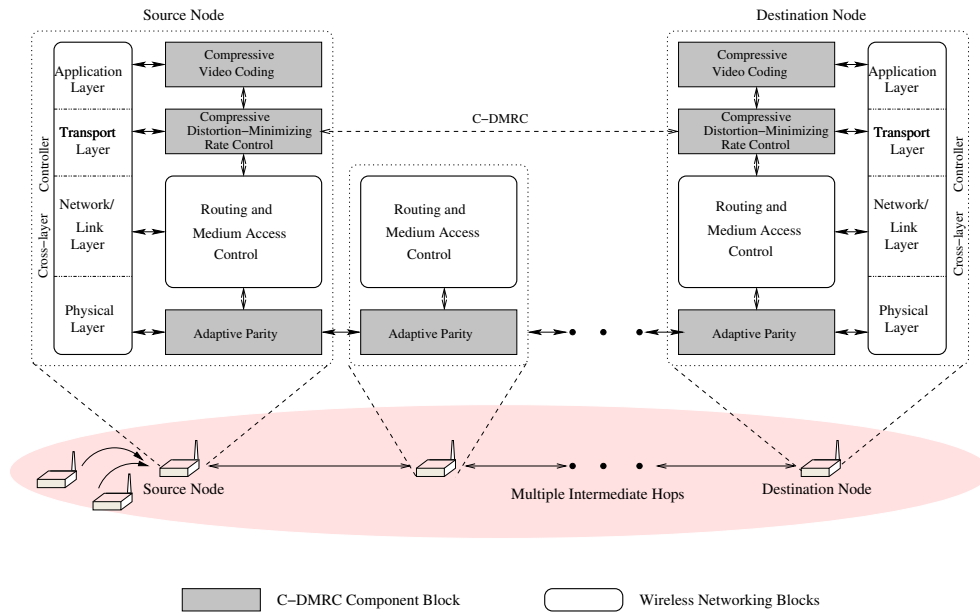 Source Node
Destination Node
Application
Layer
Transport
Layer
Network/
Link
Layer
Physical
Layer
Cross-layer Controller
Compressive
Video Coding
Compressive
Distortion-Minimizing
Rate Control
Routing and
Medium Access
Control
Adaptive Parity
C-DMRC
Routing and
Medium Access
Control
Adaptive Parity
Compressive
Video Coding
Compressive
Distortion-Minimizing
Rate Control
Routing and
Medium Access
Control
Adaptive Parity
Application
Layer
Transport
Layer
Network/
Link
Layer
Physical
Layer
Cross-layer Controller
Source Node
Multiple Intermediate Hops
Destination Node
C-DMRC Component Block
Wireless Networking Blocks